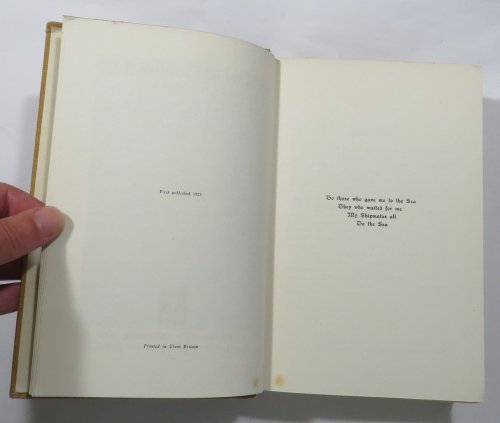 First published 1925
Printed in Great Britain
To those who gave me to the Sea
They who waited for me
My Shipmates all
To the Sea